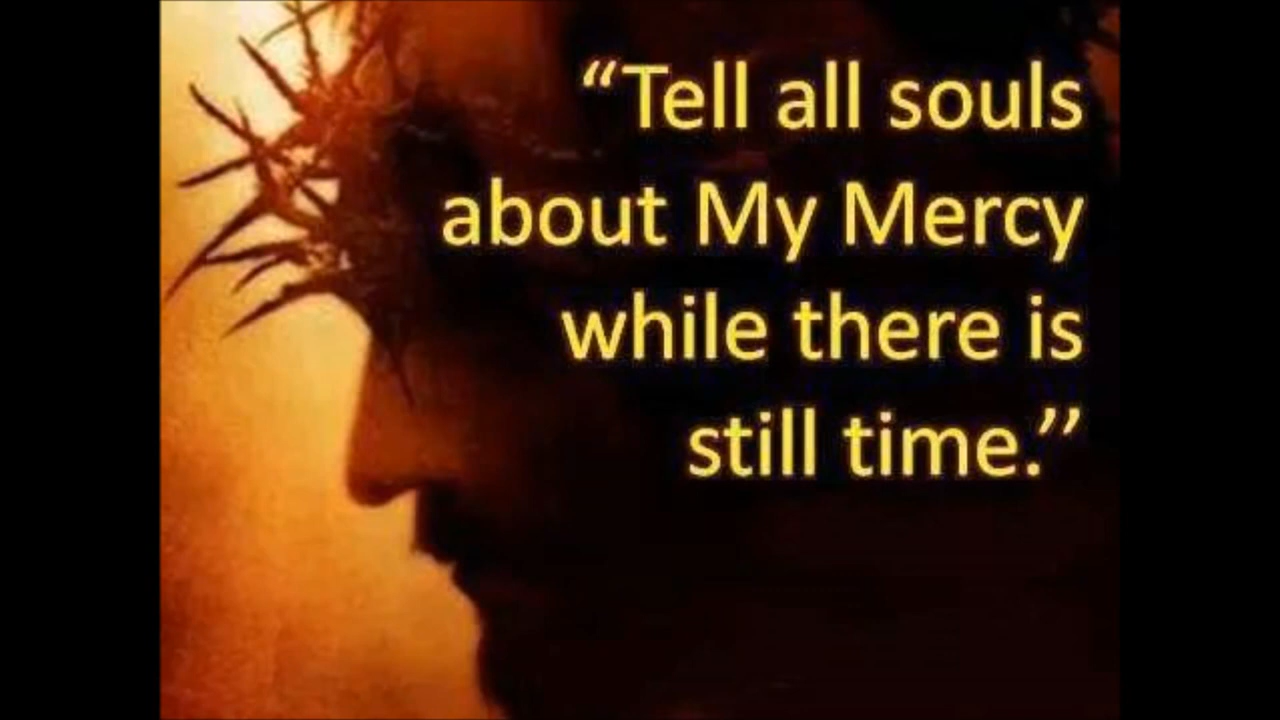 “Tell all souls
about My Mercy
while there is
still time.’’